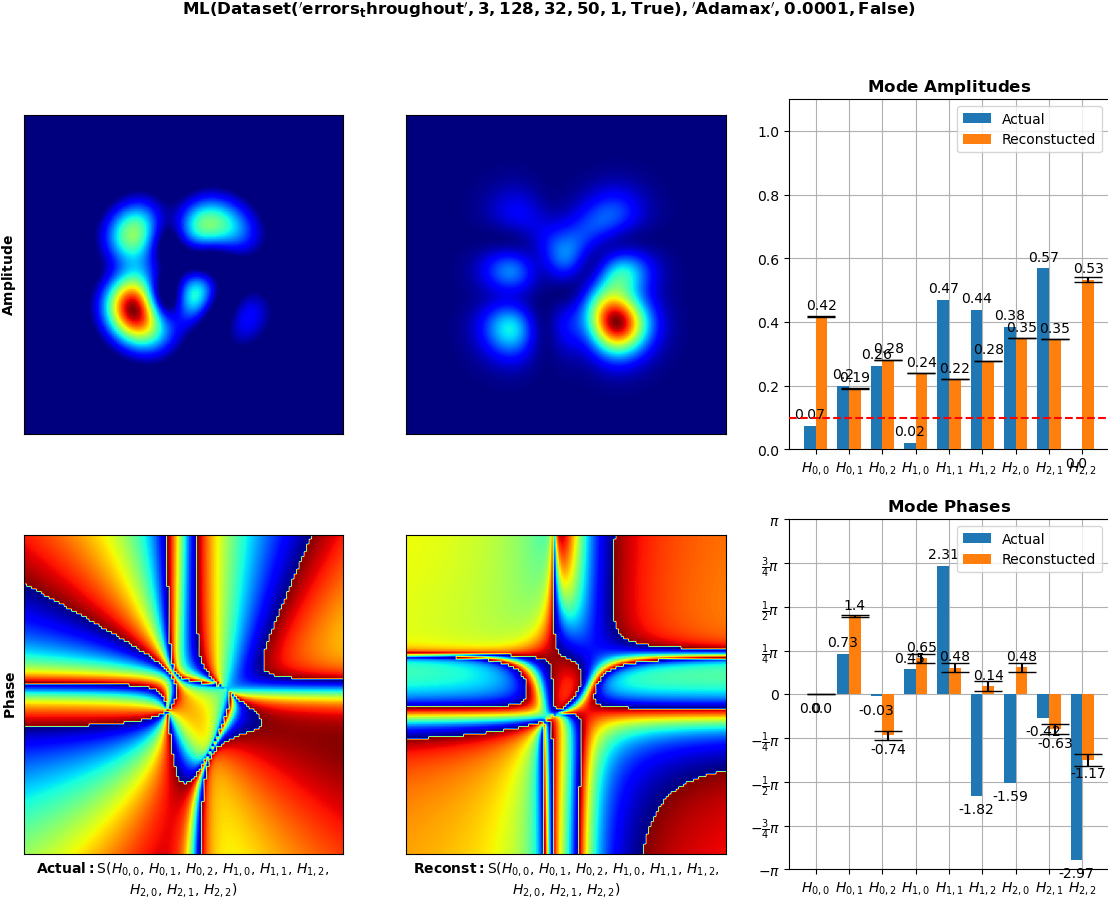 ML(Dataset('errors_throughout', 3, 128, 32, 50, 1, True), 'Adamax', 0.0001, False)
Amplitude
Mode Amplitudes
Actual
Reconstucted
1.0
0.8
0.6
0.4
0.2
0.0
0.07
0.42
0.2
0.19
0.26
0.28
0.02
0.24
0.47
0.22
0.44
0.28
0.38
0.35
0.57
0.35
0.0
0.53
H0,0 H0,1 H0,2 H1,0 H1,1 H1,2 H2,0 H2,1 H2,2
Phase
Mode Phases
Actual
Reconstucted
π
3/4π
1/2π
1/4π
0
−1/4π
−1/2π
−3/4π
−π
0.0
0.0
0.73
1.4
-0.03
-0.74
0.45
0.65
2.31
0.48
-1.82
0.14
-1.59
0.48
-0.42
-0.63
-2.97
-1.17
H0,0 H0,1 H0,2 H1,0 H1,1 H1,2 H2,0 H2,1 H2,2
Actual:S(H0,0, H0,1, H0,2, H1,0, H1,1, H1,2,
H2,0, H2,1, H2,2)
Reconst:S(H0,0, H0,1, H0,2, H1,0, H1,1, H1,2,
H2,0, H2,1, H2,2)